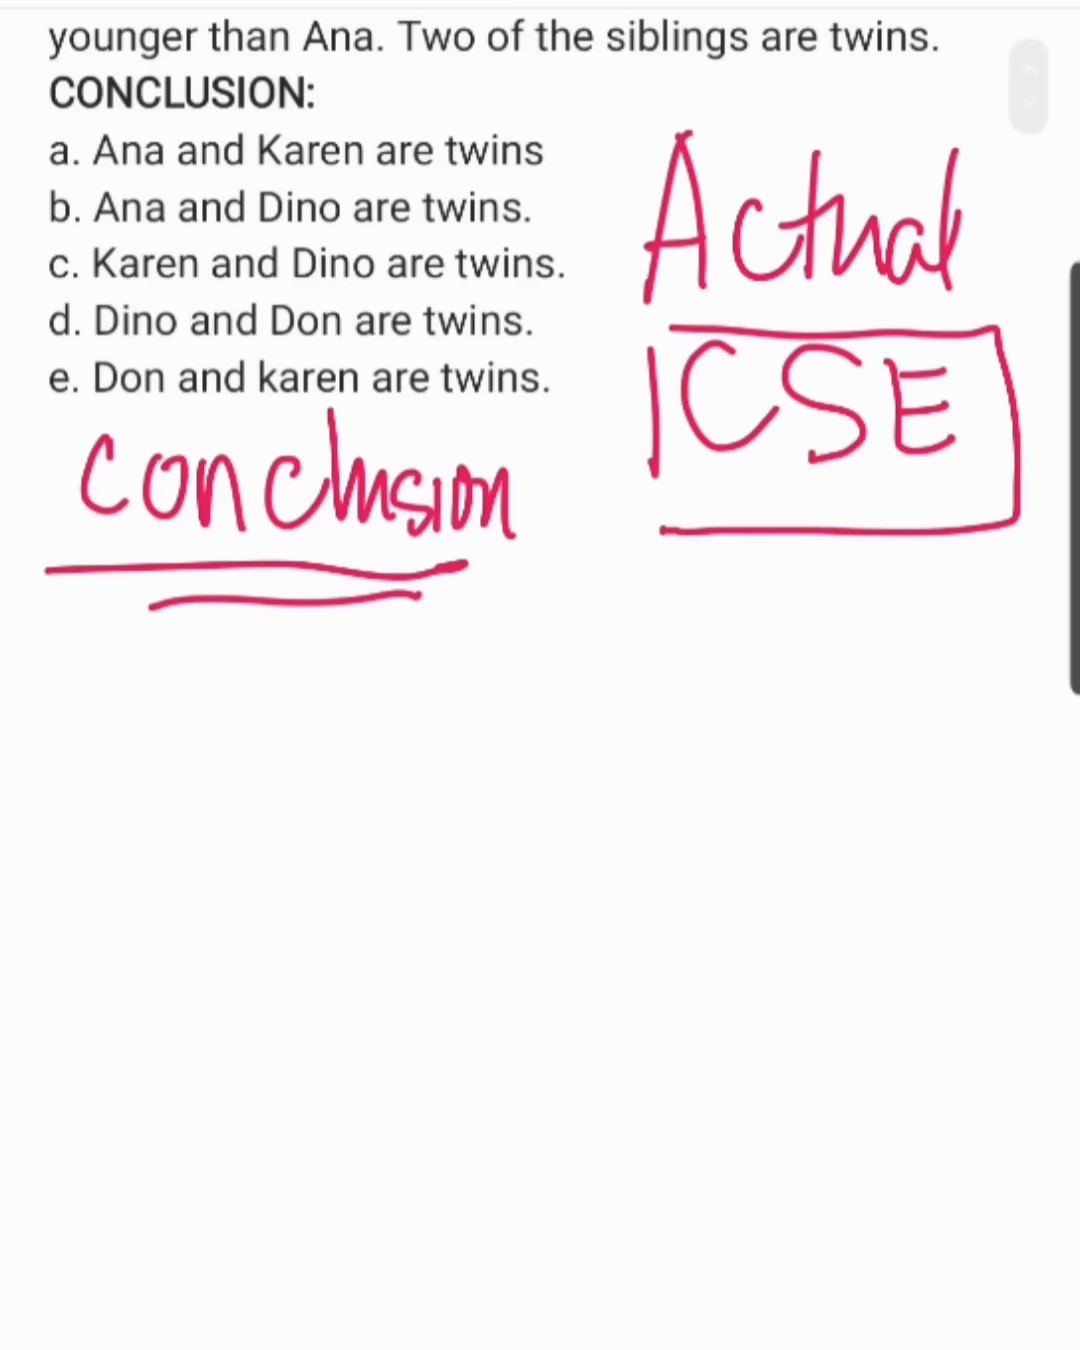 younger than Ana. Two of the siblings are twins.
CONCLUSION:
a. Ana and Karen are twins
b. Ana and Dino are twins.
c. Karen and Dino are twins.
d. Dino and Don are twins.
e. Don and karen are twins.
Actual
ICSE
Conclusion